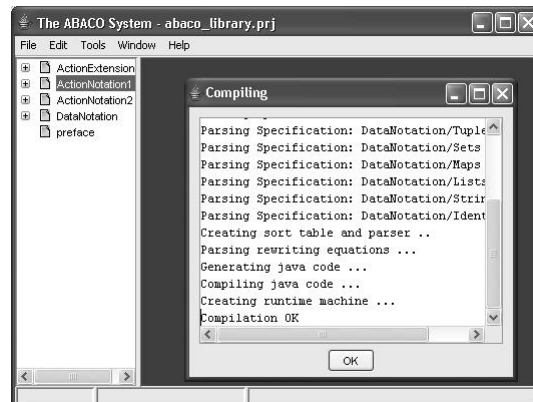 The ABACO System - abaco_library.prj
File Edit Tools Window Help
ActionExtension
ActionNotation1
ActionNotation2
DataNotation
preface
Compiling
Parsing Specification: DataNotation/Tuple
Parsing Specification: DataNotation/Sets
Parsing Specification: DataNotation/Maps
Parsing Specification: DataNotation/Lists
Parsing Specification: DataNotation/Strin
Parsing Specification: DataNotation/Ident
Creating sort table and parser ..
Parsing rewriting equations ...
Generating java code ...
Compiling java code ...
Creating runtime machine ...
Compilation OK
OK